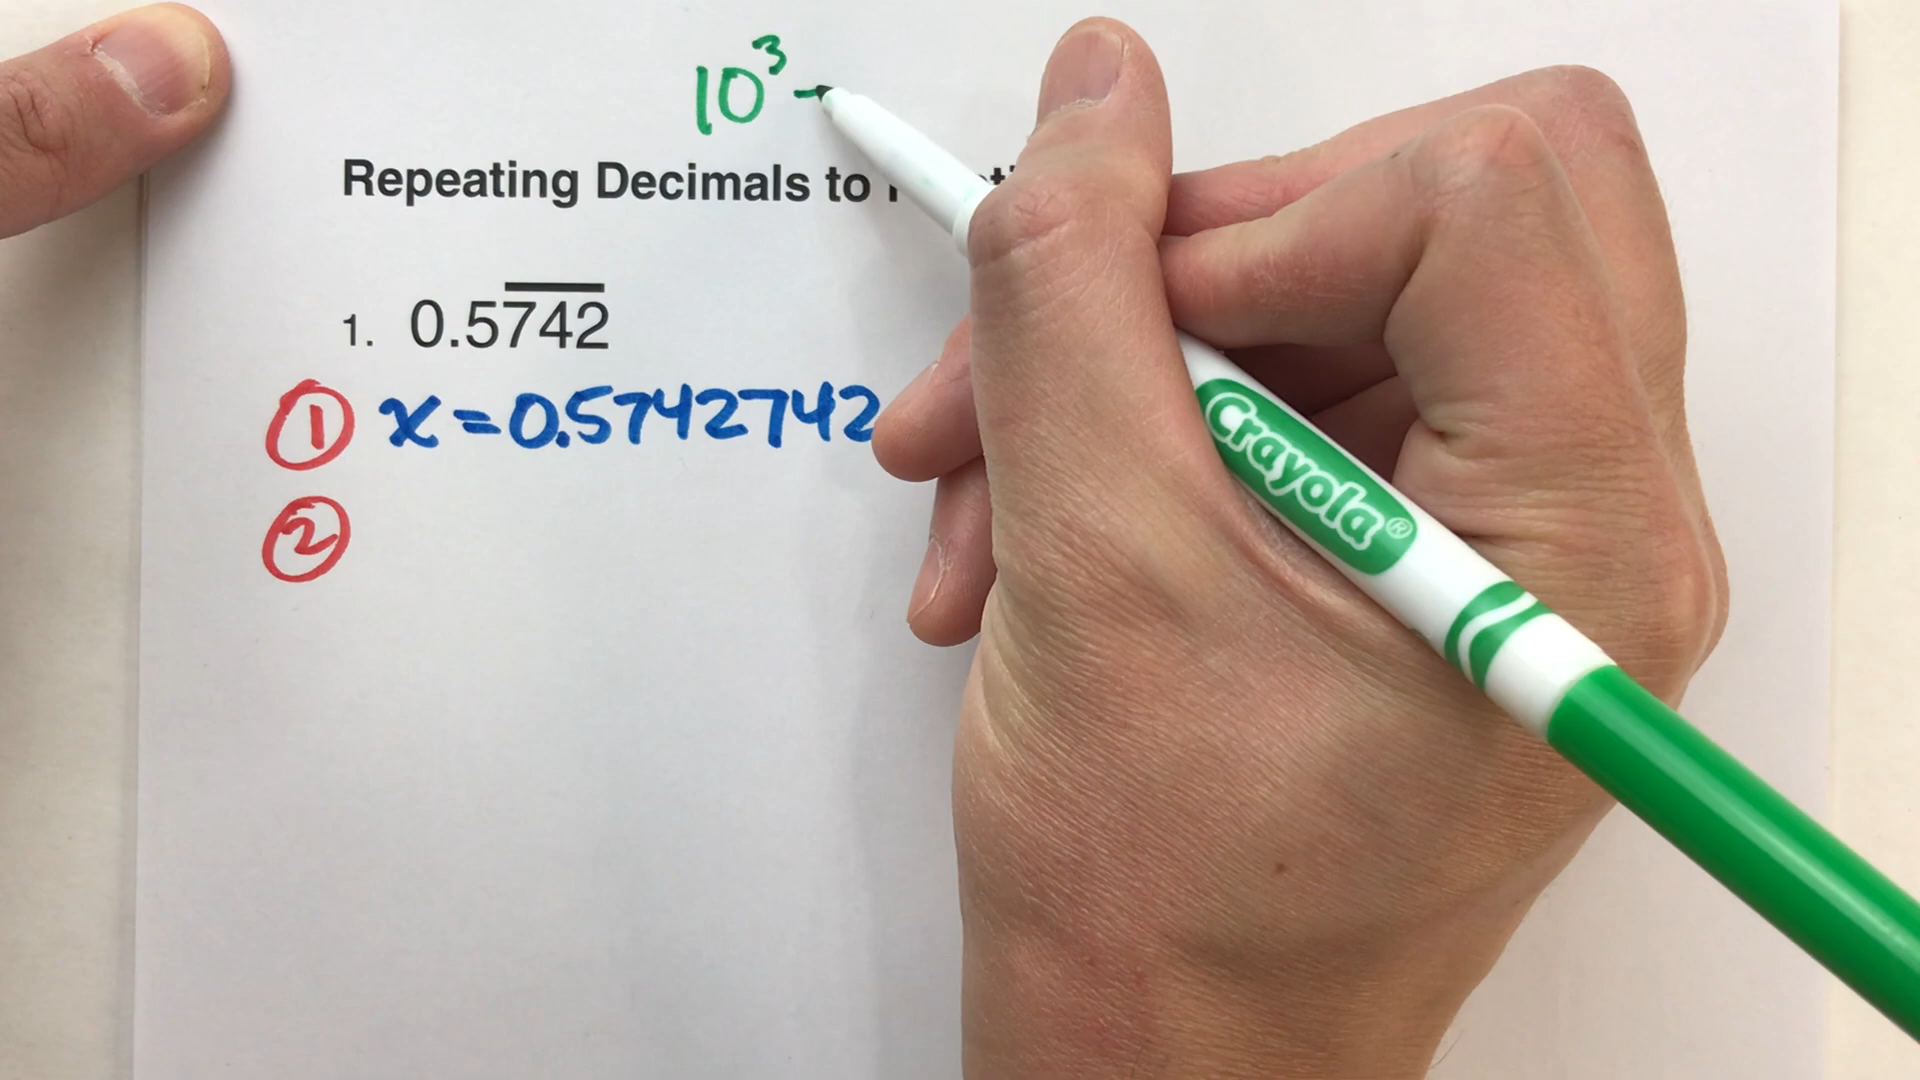 10³ -
Repeating Decimals to
1. 0.5742
① x=0.5742742
②
Crayola®